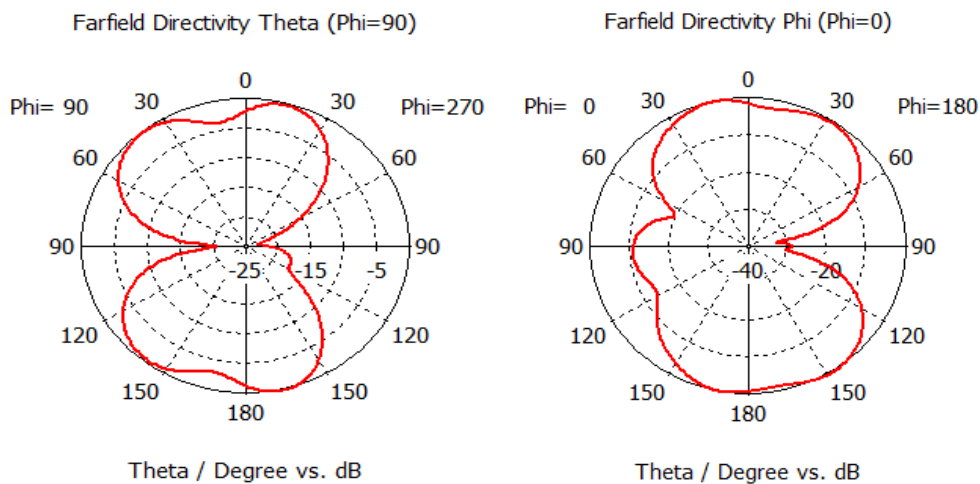 Farfield Directivity Theta (Phi=90)
0
Phi= 90 30 30 Phi=270
60 60
90 -25 -15 -5 90
120 120
150 150
180
Theta / Degree vs. dB
Farfield Directivity Phi (Phi=0)
0
Phi= 0 30 30 Phi=180
60 60
90 -40 -20 90
120 120
150 150
180
Theta / Degree vs. dB